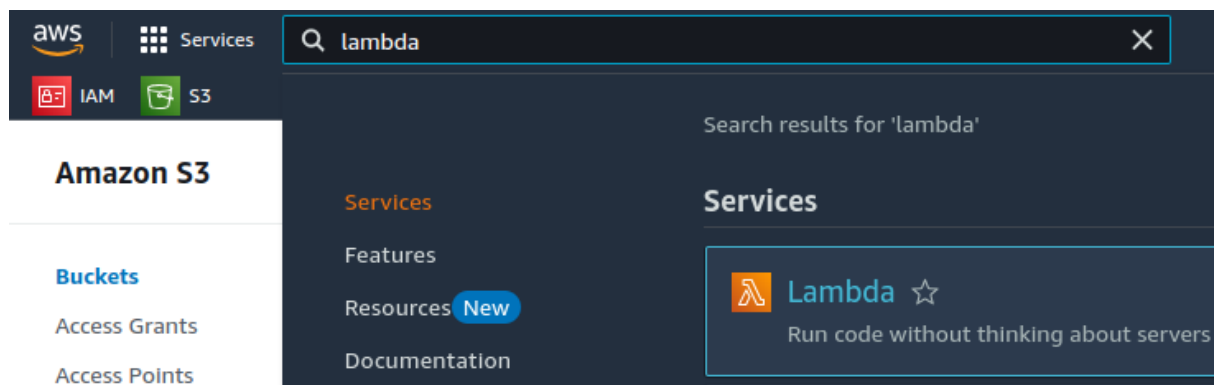 aws Services lambda
IAM S3
Search results for 'lambda'
Amazon S3
Services Services
Features
Buckets
Lambda
Resources New
Access Grants
Run code without thinking about servers
Documentation
Access Points